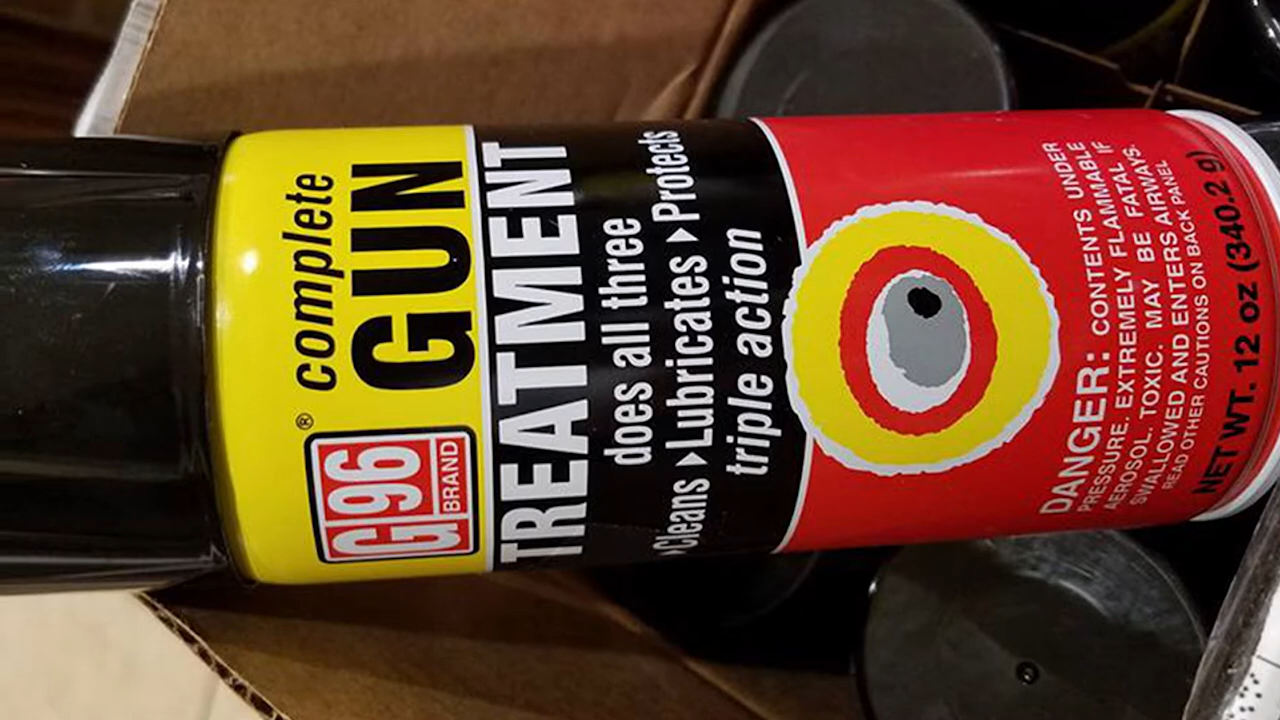 complete
®
G96
BRAND
GUN
TREATMENT
does all three
▸Cleans ▸Lubricates ▸Protects
triple action
DANGER: CONTENTS UNDER
PRESSURE. EXTREMELY FLAMMABLE
AEROSOL. TOXIC. MAY BE FATAL IF
SWALLOWED AND ENTERS AIRWAYS.
READ OTHER CAUTIONS ON BACK PANEL
NET WT. 12 oz (340.2 g)